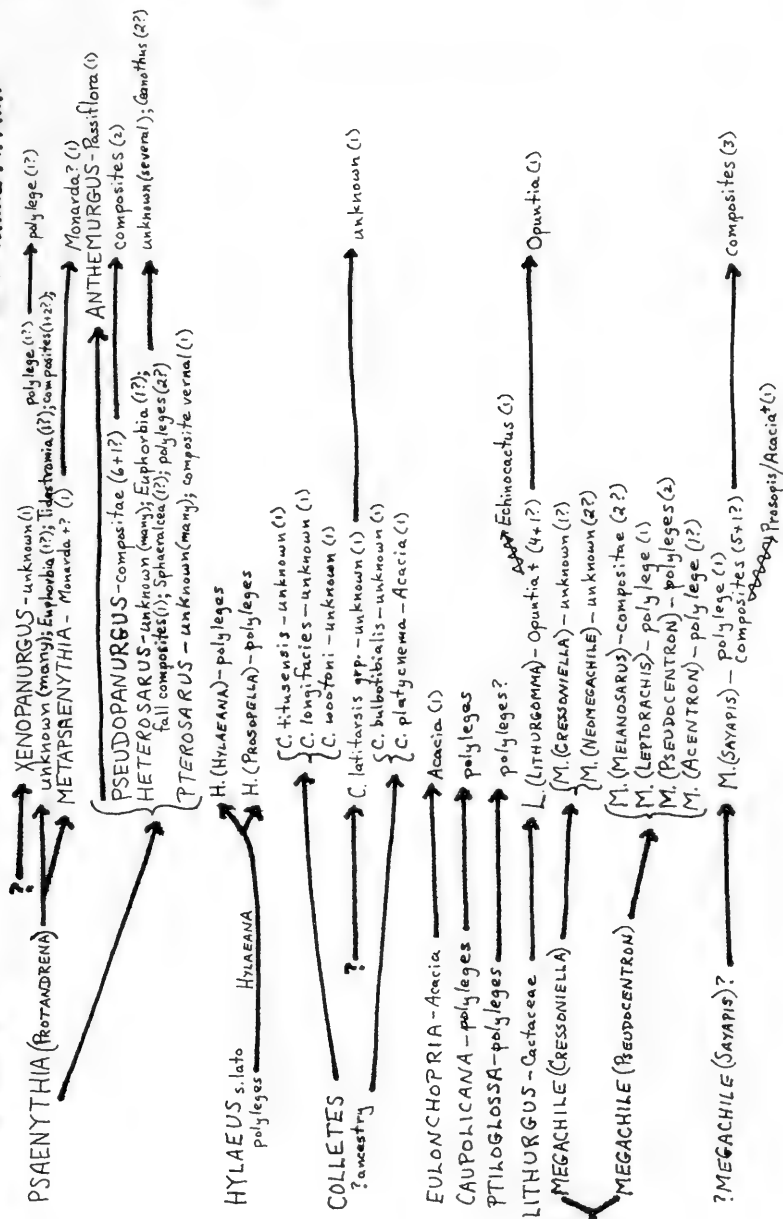 ? XENOPANURGUS-unknown (1) polylege (1?) polylege (1?)
PSAENYTHIA (PROTANDRENA) unknown (many); Euphorbia (1?); Tidestromia (1?); composites (1+2?);
METAPSAENYTHIA - Monarda+? (1) Monarda? (1)
ANTHEMURGUS-Passiflora (1)
PSEUDOPANURGUS-compositae (6+1?) composites (2)
HETEROSARUS-unknown (many); Euphorbia (1?);
fall composites (1); Sphaeralcea (1?); polyleges (2?) unknown (several); Ceanothus (2?)
PTEROSARUS-unknown (many); composite vernal (1)
HYLAEUS s. lato H. (HYLAEANA)-polyleges
polyleges HYLAEANA
H. (PROSOPELLA)-polyleges
C. titusensis-unknown (1)
C. longifacies-unknown (1)
COLLETES C. wootoni-unknown (1)
? ancestry ? C. latitarsis grp.-unknown (1) unknown (1)
C. bulbotibialis-unknown (1)
C. platycnema-Acacia (1)
EULONCHOPRIA-Acacia Acacia (1)
CAUPOLICANA-polyleges polyleges
PTILOGLOSSA-polyleges polyleges?
Echinocactus (1)
LITHURGUS-Cactaceae L. (LITHURGOMMA)-Opuntia+ (4+1?) Opuntia (1)
MEGACHILE (CRESSONIELLA) M. (CRESSONIELLA)-unknown (1?)
M. (NEOMEGACHILE)-unknown (2?)
M. (MELANOSARUS)-compositae (2?)
MEGACHILE (PSEUDOCENTRON) M. (LEPTORACHIS)-polylege (1)
M. (PSEUDOCENTRON)-polyleges (2)
M. (ACENTRON)-polylege (1?)
?MEGACHILE (SAYAPIS)? M. (SAYAPIS)-polylege (1)
composites (5+1?) composites (3)
Prosopis/Acacia+ (1)